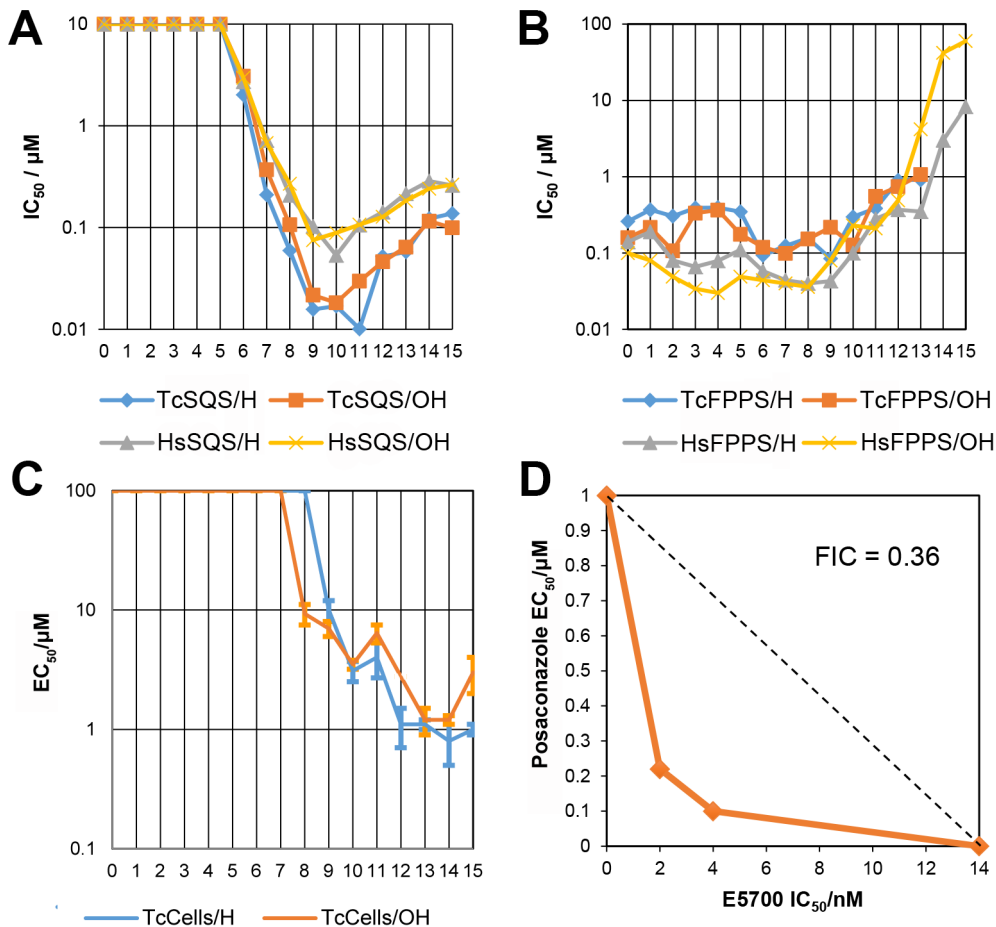 A
IC50 / µM
10
1
0.1
0.01
0 1 2 3 4 5 6 7 8 9 10 11 12 13 14 15
TcSQS/H TcSQS/OH
HsSQS/H HsSQS/OH
B
IC50 / µM
100
10
1
0.1
0.01
0 1 2 3 4 5 6 7 8 9 10 11 12 13 14 15
TcFPPS/H TcFPPS/OH
HsFPPS/H HsFPPS/OH
C
EC50/µM
100
10
1
0.1
0 1 2 3 4 5 6 7 8 9 10 11 12 13 14 15
TcCells/H TcCells/OH
D
Posaconazole EC50/µM
1
0.9
0.8
0.7
0.6
0.5
0.4
0.3
0.2
0.1
0
FIC = 0.36
0 2 4 6 8 10 12 14
E5700 IC50/nM